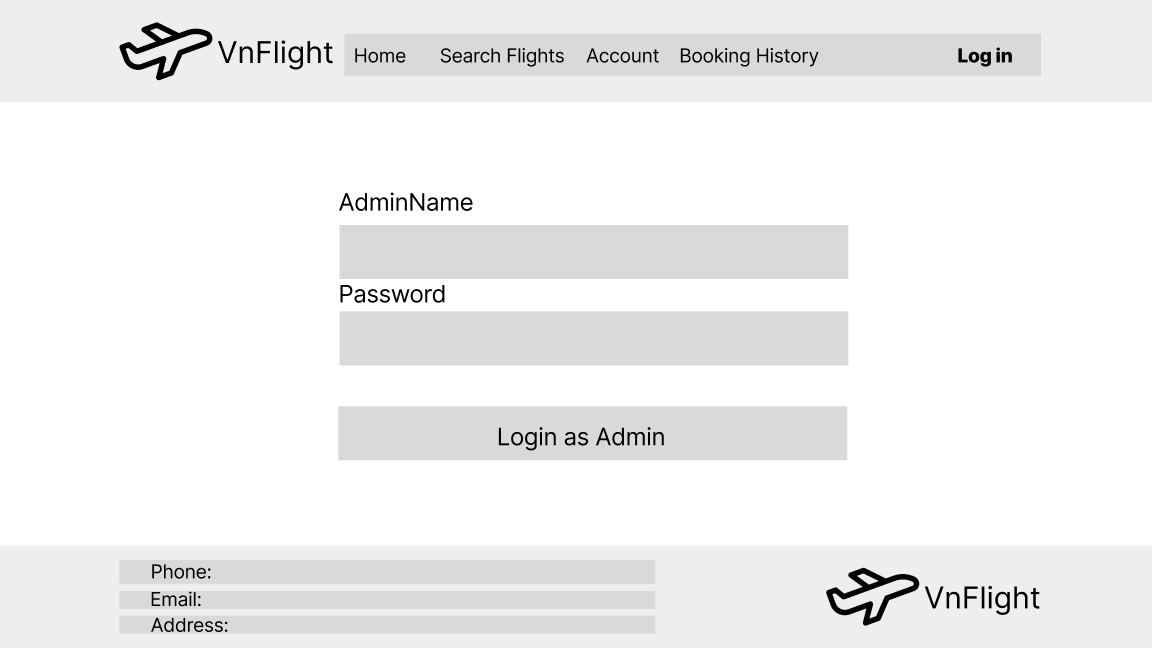 VnFlight Home Search Flights Account Booking History Log in
AdminName
Password
Login as Admin
Phone:
Email:
Address:
VnFlight